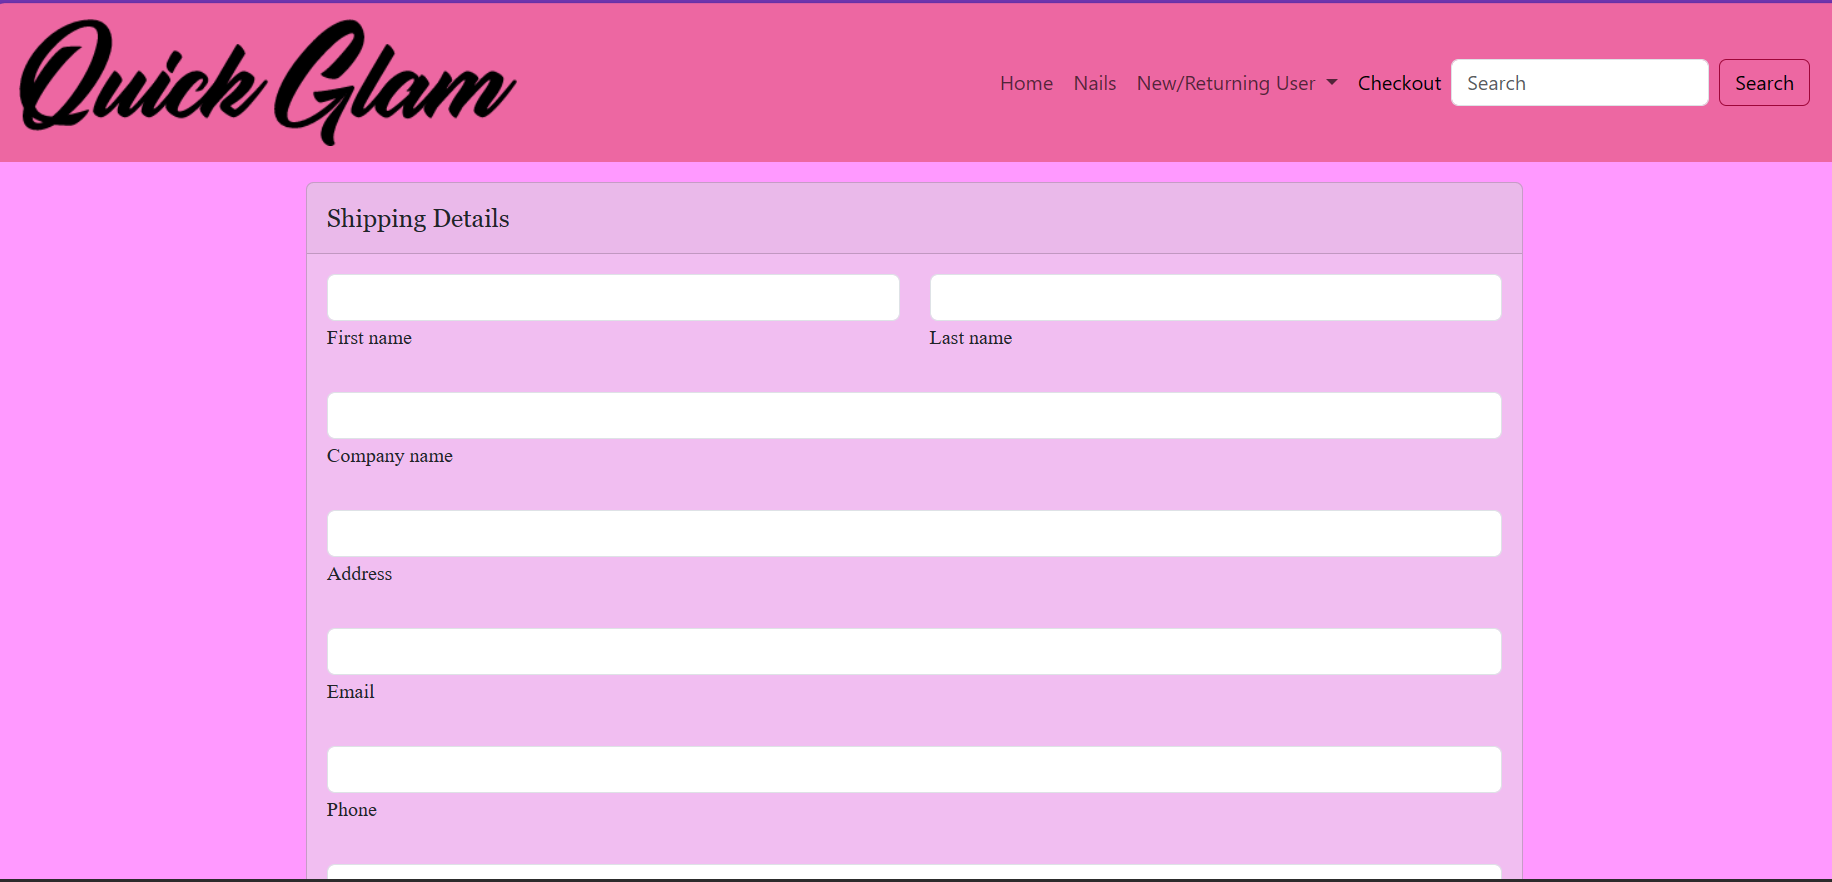 Quick Glam
Home Nails New/Returning User Checkout Search Search
Shipping Details
First name Last name
Company name
Address
Email
Phone